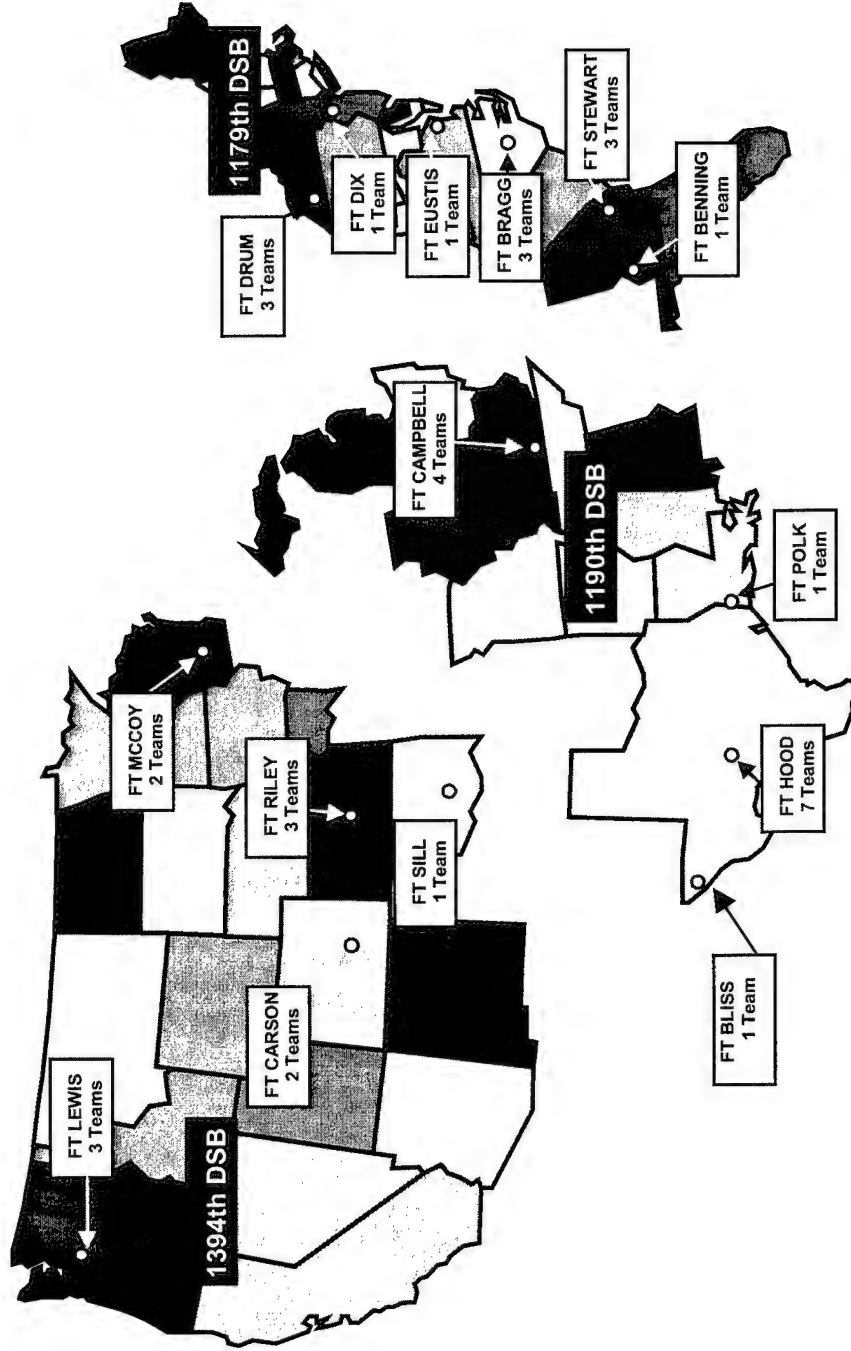 FT LEWIS
3 Teams
1394th DSB
FT CARSON
2 Teams
FT MCCOY
2 Teams
FT RILEY
3 Teams
FT SILL
1 Team
FT BLISS
1 Team
FT HOOD
7 Teams
FT POLK
1 Team
1190th DSB
FT CAMPBELL
4 Teams
1179th DSB
FT DRUM
3 Teams
FT DIX
1 Team
FT EUSTIS
1 Team
FT BRAGG
3 Teams
FT STEWART
3 Teams
FT BENNING
1 Team